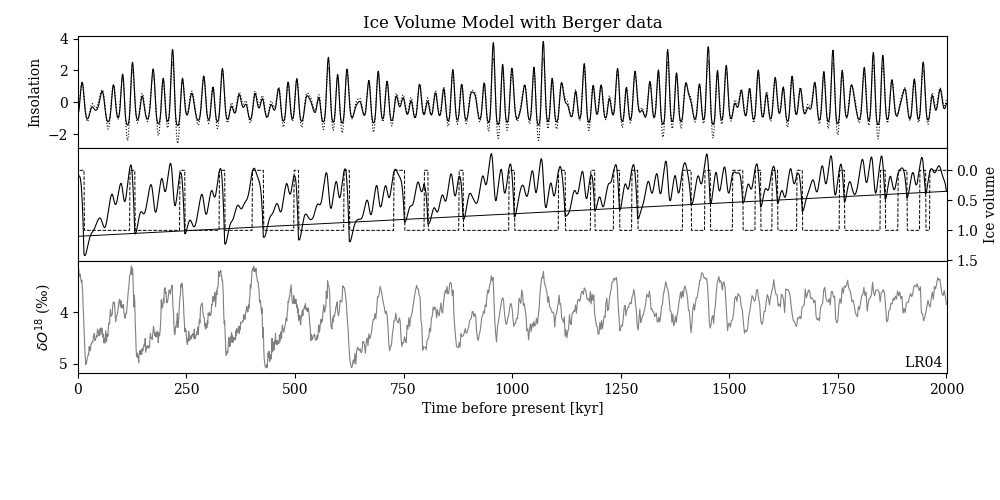 Ice Volume Model with Berger data
4
2
0
−2
Insolation
0.0
0.5
1.0
1.5
Ice volume
4
5
δO¹⁸ (‰)
LR04
0 250 500 750 1000 1250 1500 1750 2000
Time before present [kyr]